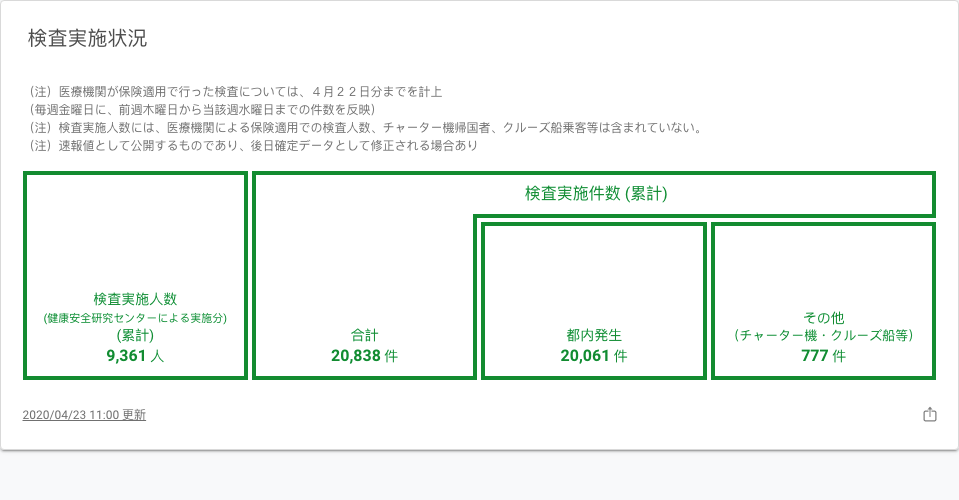 検査実施状況
（注）医療機関が保険適用で行った検査については、４月２２日分までを計上
（毎週金曜日に、前週木曜日から当該週水曜日までの件数を反映）
（注）検査実施人数には、医療機関による保険適用での検査人数、チャーター機帰国者、クルーズ船乗客等は含まれていない。
（注）速報値として公開するものであり、後日確定データとして修正される場合あり
検査実施件数 (累計)
検査実施人数
(健康安全研究センターによる実施分)
(累計)
9,361 人
合計
20,838 件
都内発生
20,061 件
その他
（チャーター機・クルーズ船等）
777 件
2020/04/23 11:00 更新